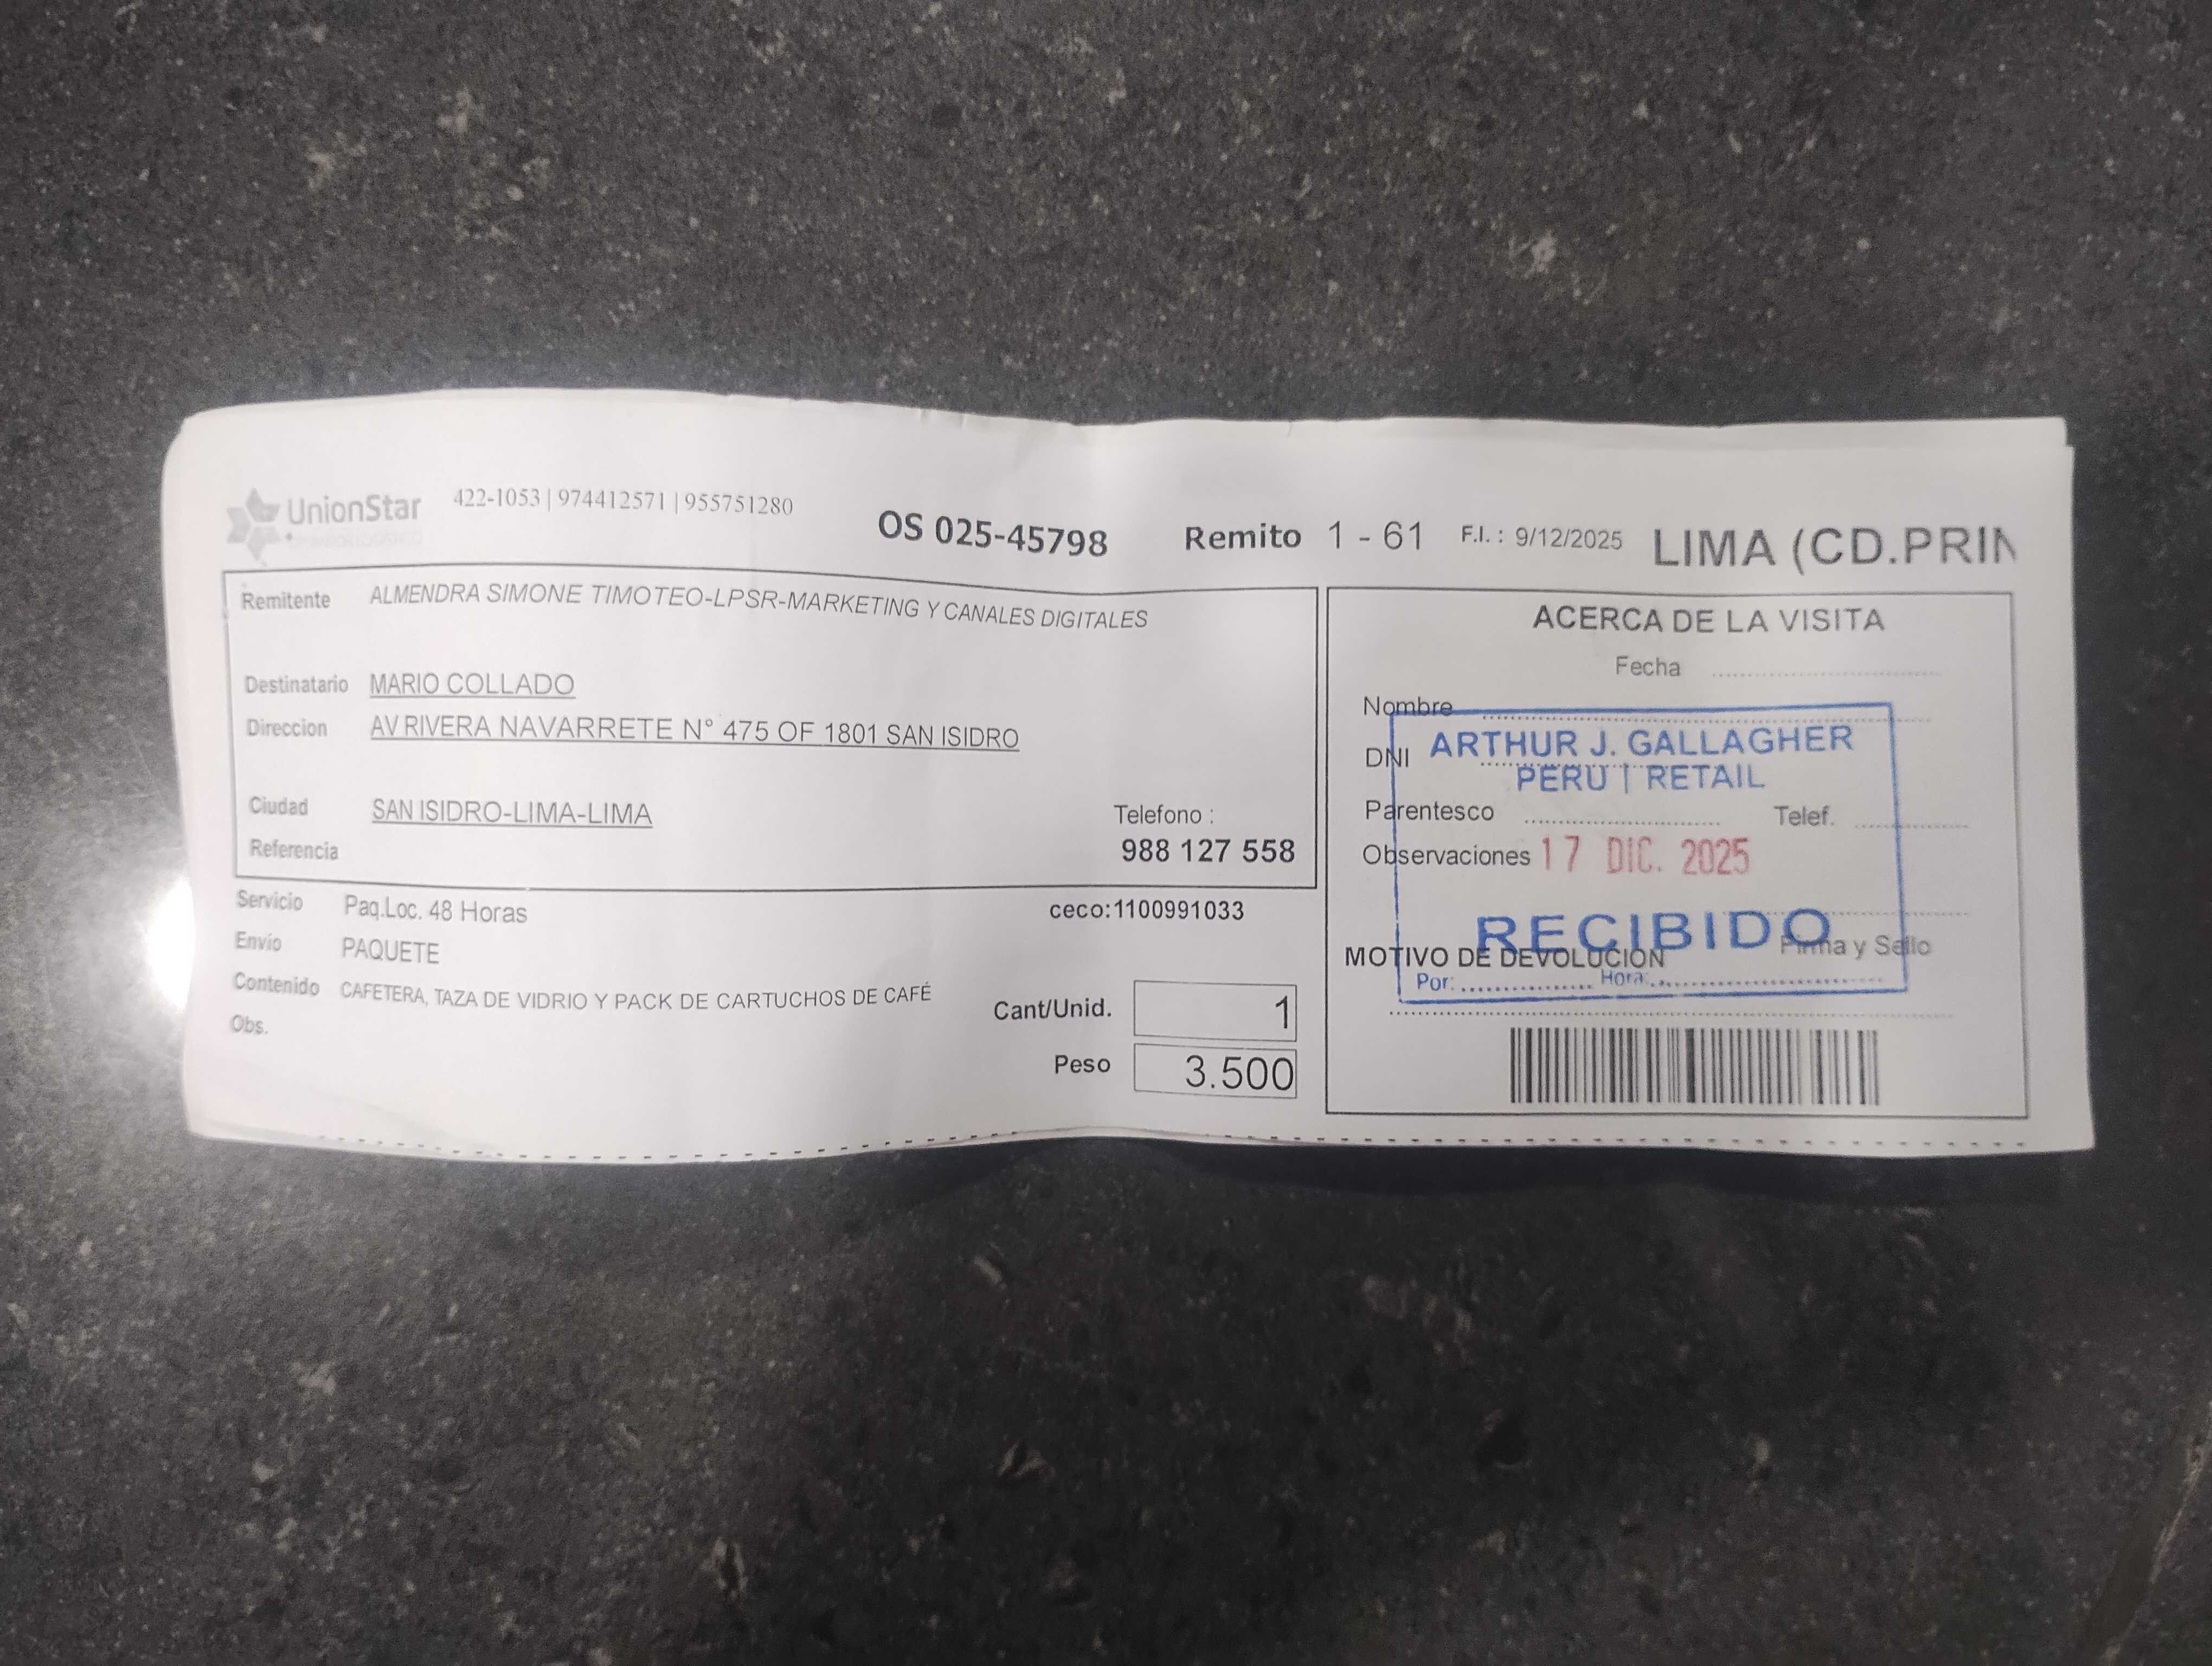 UnionStar 422-1053 | 974412571 | 955751280
OS 025-45798 Remito 1 - 61 F.I. : 9/12/2025 LIMA (CD.PRIN
Remitente ALMENDRA SIMONE TIMOTEO-LPSR-MARKETING Y CANALES DIGITALES
Destinatario MARIO COLLADO
Direccion AV RIVERA NAVARRETE N° 475 OF 1801 SAN ISIDRO
Ciudad SAN ISIDRO-LIMA-LIMA
Telefono :
Referencia 988 127 558
Servicio Paq.Loc. 48 Horas ceco:1100991033
Envio PAQUETE
Contenido CAFETERA, TAZA DE VIDRIO Y PACK DE CARTUCHOS DE CAFÉ
Obs.
Cant/Unid. 1
Peso 3.500
ACERCA DE LA VISITA
Fecha
Nombre
DNI
Parentesco Telef.
Observaciones
Firma y Sello
MOTIVO DE DEVOLUCION
ARTHUR J. GALLAGHER
PERU | RETAIL
17 DIC. 2025
RECIBIDO
Por: Hora: